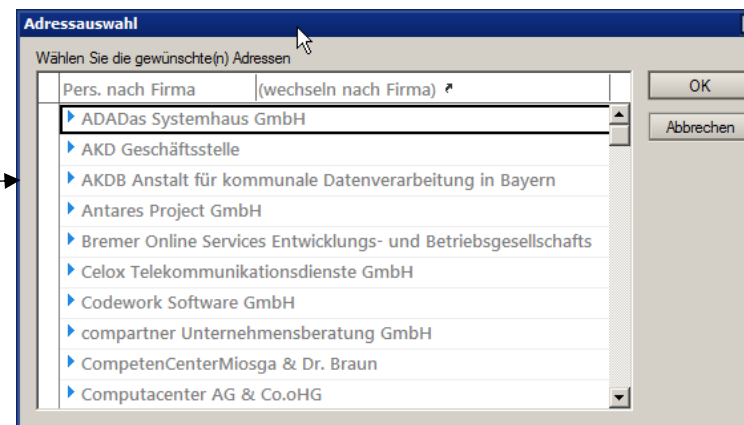 Adressauswahl
Wählen Sie die gewünschte(n) Adressen
Pers. nach Firma (wechseln nach Firma)
OK
ADADas Systemhaus GmbH
Abbrechen
AKD Geschäftsstelle
AKDB Anstalt für kommunale Datenverarbeitung in Bayern
Antares Project GmbH
Bremer Online Services Entwicklungs- und Betriebsgesellschafts
Celox Telekommunikationsdienste GmbH
Codework Software GmbH
compartner Unternehmensberatung GmbH
CompetenCenterMiosga & Dr. Braun
Computacenter AG & Co.oHG